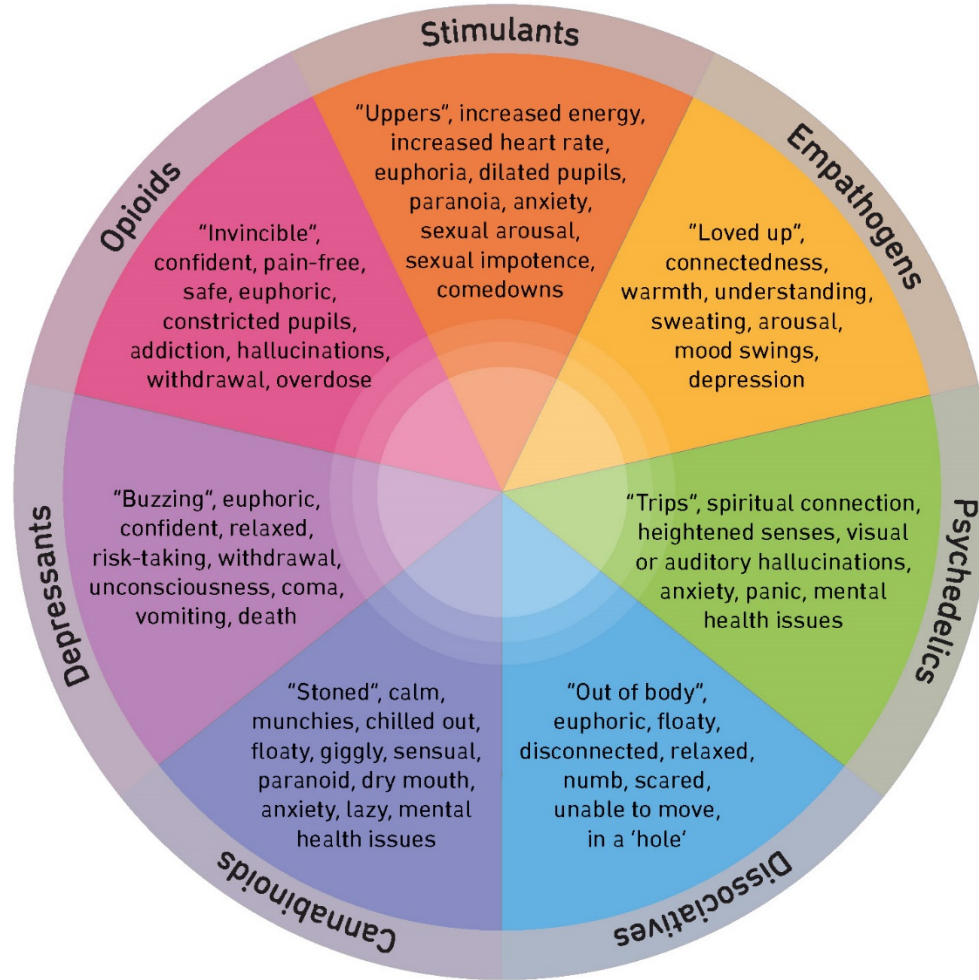 Stimulants
“Uppers”, increased energy,
increased heart rate,
euphoria, dilated pupils,
paranoia, anxiety,
sexual arousal,
sexual impotence,
comedowns
Empathogens
“Loved up”,
connectedness,
warmth, understanding,
sweating, arousal,
mood swings,
depression
Psychedelics
“Trips”, spiritual connection,
heightened senses, visual
or auditory hallucinations,
anxiety, panic, mental
health issues
Dissociatives
“Out of body”,
euphoric, floaty,
disconnected, relaxed,
numb, scared,
unable to move,
in a ‘hole’
Cannabinoids
“Stoned”, calm,
munchies, chilled out,
floaty, giggly, sensual,
paranoid, dry mouth,
anxiety, lazy, mental
health issues
Depressants
“Buzzing”, euphoric,
confident, relaxed,
risk-taking, withdrawal,
unconsciousness, coma,
vomiting, death
Opioids
“Invincible”,
confident, pain-free,
safe, euphoric,
constricted pupils,
addiction, hallucinations,
withdrawal, overdose